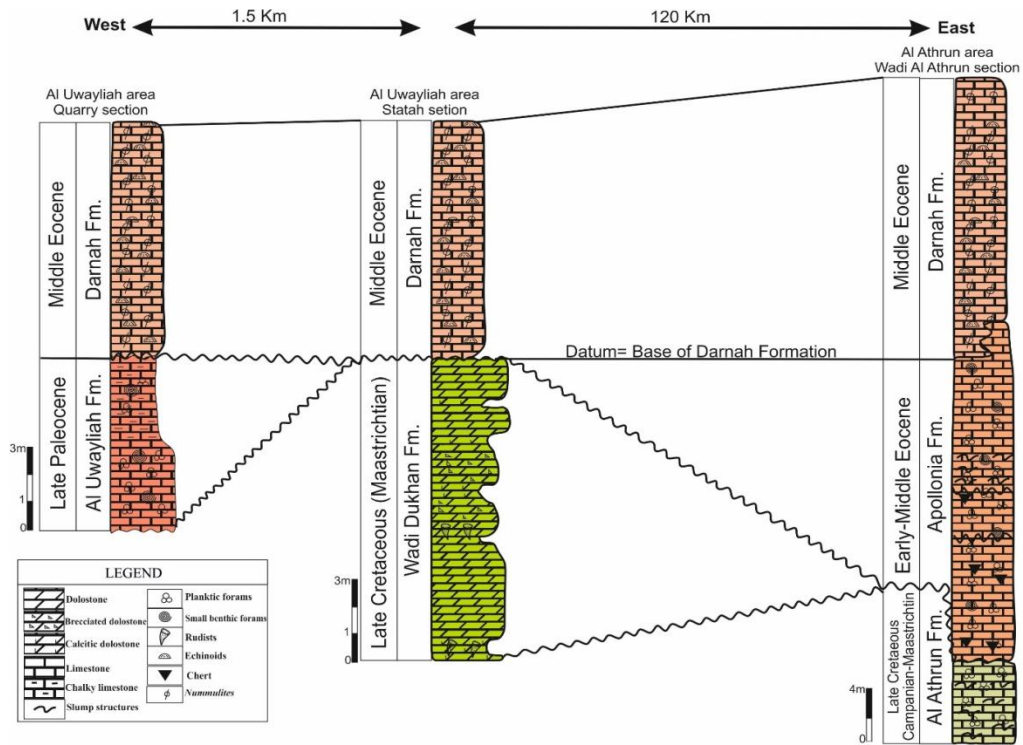 1.5 Km
120 Km
West
East
Al Uwayliah area
Quarry section
Al Uwayliah area
Statah setion
Al Athrun area
Wadi Al Athrun section
Middle Eocene
Darnah Fm.
Middle Eocene
Darnah Fm.
Middle Eocene
Darnah Fm.
Datum= Base of Darnah Formation
Late Paleocene
Al Uwayliah Fm.
Late Cretaceous (Maastrichtian)
Wadi Dukhan Fm.
Early-Middle Eocene
Apollonia Fm.
Late Cretaceous
Campanian-Maastrichtin
Al Athrun Fm.
3m
1
0
3m
1
0
4m
0
LEGEND
Dolostone
Brecciated dolostone
Calcitic dolostone
Limestone
Chalky limestone
Slump structures
Planktic forams
Small benthic forams
Rudists
Echinoids
Chert
Nummulites